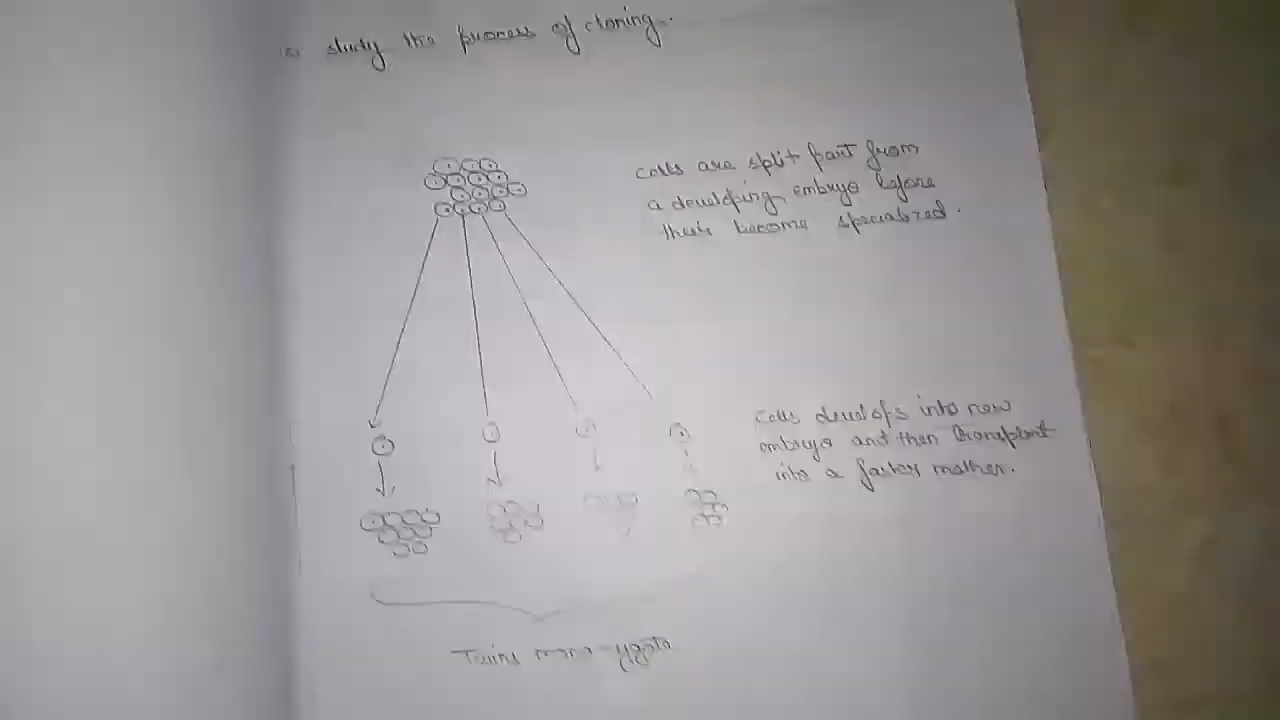 study the process of cloning.
cells are split part from
a developing embryo before
become specialized.
cells develops into new
embryo and then transplant
into a foster mother.
Twins mono-zygote